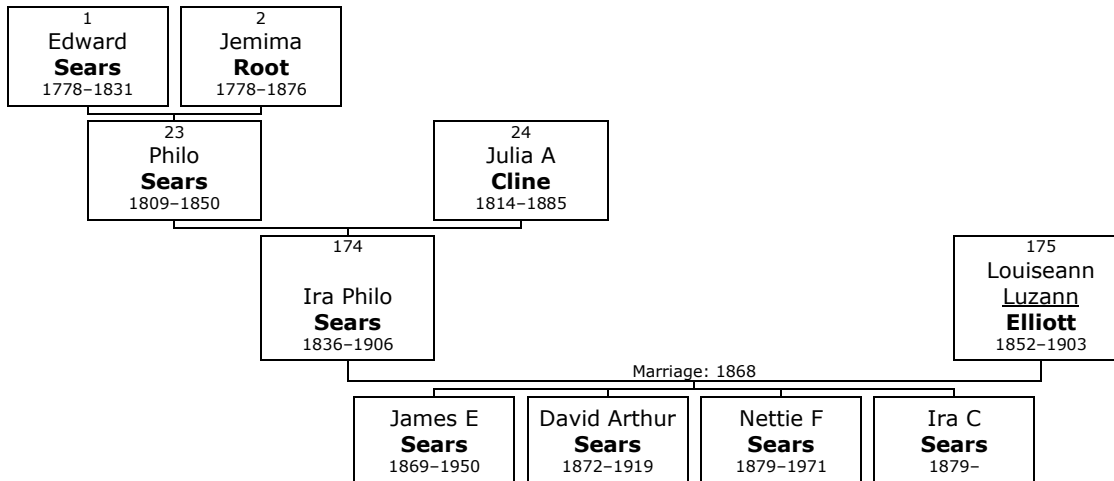 1
Edward
Sears
1778–1831
2
Jemima
Root
1778–1876
23
Philo
Sears
1809–1850
24
Julia A
Cline
1814–1885
174
Ira Philo
Sears
1836–1906
175
Louiseann
Luzann
Elliott
1852–1903
Marriage: 1868
James E
Sears
1869–1950
David Arthur
Sears
1872–1919
Nettie F
Sears
1879–1971
Ira C
Sears
1879–